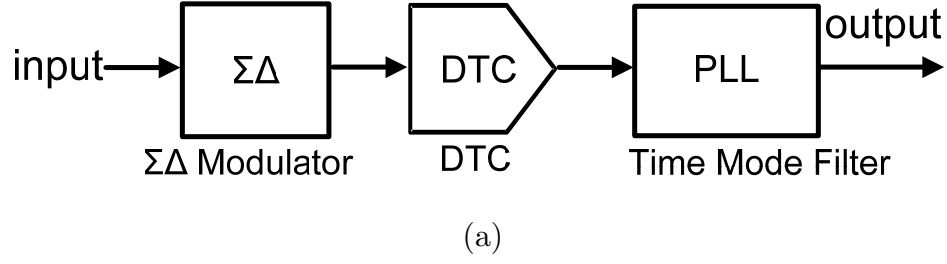 input
ΣΔ
DTC
PLL
output
ΣΔ Modulator
DTC
Time Mode Filter
(a)